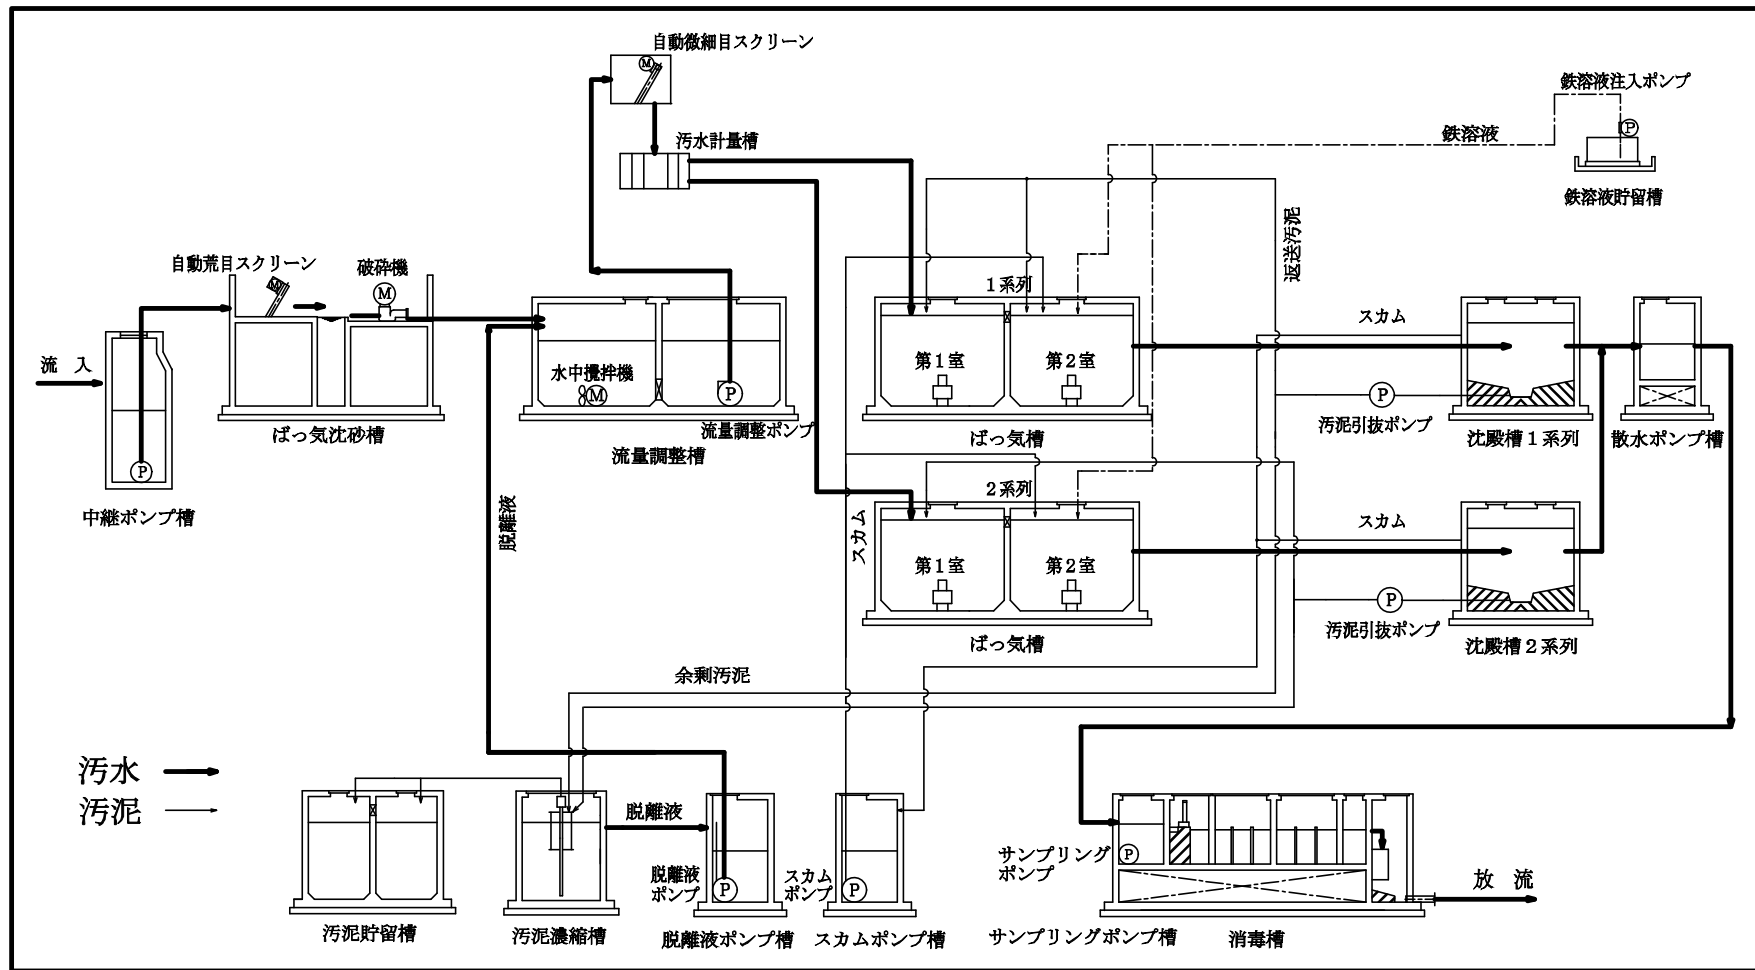 自動微細目スクリーン
M
汚水計量槽
鉄溶液注入ポンプ
P
鉄溶液
鉄溶液貯留槽
返送汚泥
自動荒目スクリーン
M
破砕機
M
流 入
P
中継ポンプ槽
ばっ気沈砂槽
水中攪拌機
M
P
流量調整ポンプ
流量調整槽
1系列
第1室
第2室
ばっ気槽
スカム
P
汚泥引抜ポンプ
沈殿槽1系列
散水ポンプ槽
脱離液
スカム
2系列
第1室
第2室
ばっ気槽
スカム
P
汚泥引抜ポンプ
沈殿槽2系列
余剰汚泥
汚水
汚泥
汚泥貯留槽
汚泥濃縮槽
脱離液
脱離液
ポンプ
P
脱離液ポンプ槽
スカム
ポンプ
P
スカムポンプ槽
サンプリング
ポンプ
P
サンプリングポンプ槽
消毒槽
放 流